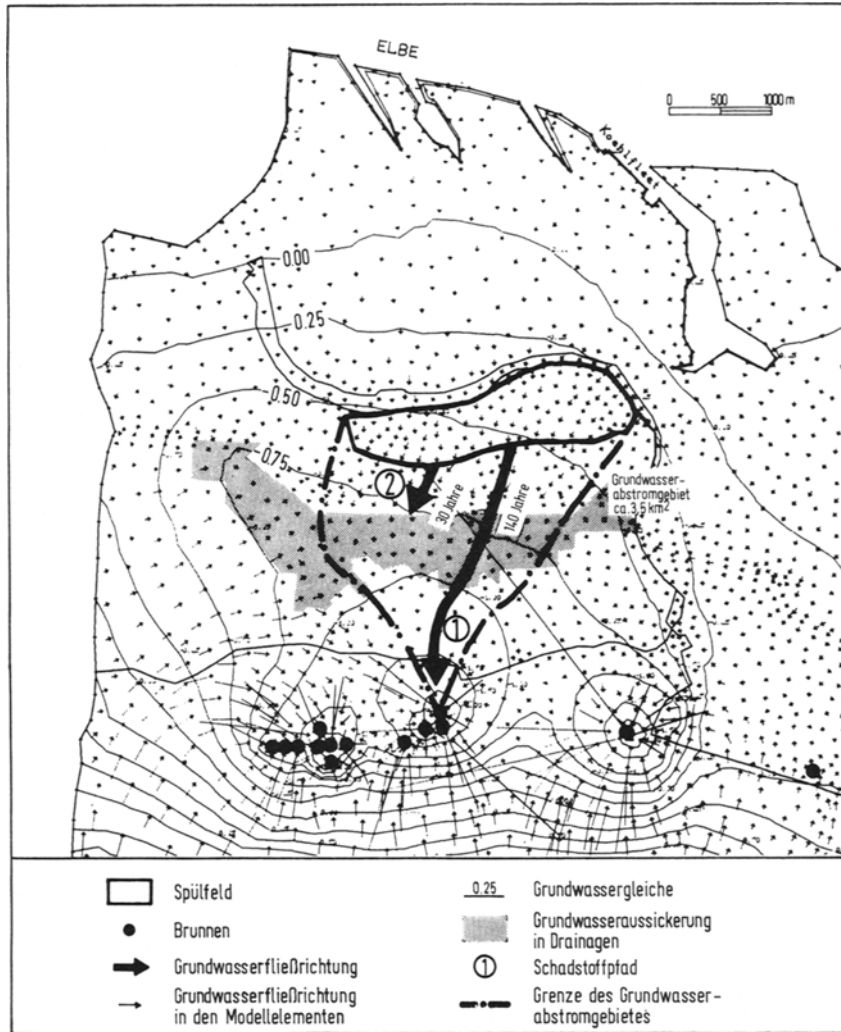 ELBE
0 500 1000 m
Koehlfleet
0.00
0.25
0.50
0.75
2
30 Jahre
140 Jahre
Grundwasser-
abstromgebiet
ca. 3,5 km²
1
Spülfeld
Brunnen
Grundwasserfließrichtung
Grundwasserfließrichtung
in den Modellelementen
0.25 Grundwassergleiche
Grundwasseraussickerung
in Drainagen
1 Schadstoffpfad
Grenze des Grundwasser-
abstromgebietes